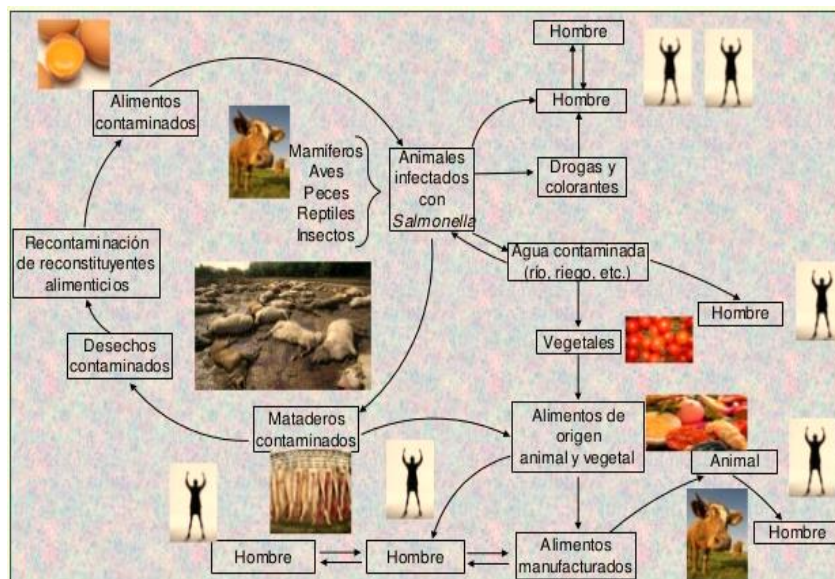 Hombre
Alimentos
contaminados
Hombre
Mamíferos
Aves
Peces
Reptiles
Insectos
Animales
infectados
con
Salmonella
Drogas y
colorantes
Recontaminación
de reconstituyentes
alimenticios
Agua contaminada
(río, riego, etc.)
Hombre
Desechos
contaminados
Vegetales
Mataderos
contaminados
Alimentos de
origen
animal y vegetal
Animal
Hombre
Hombre
Hombre
Alimentos
manufacturados